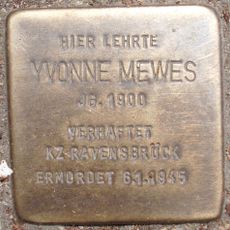 HIER LEHRTE
YVONNE MEWES
JG. 1900
VERHAFTET
KZ-RAVENSBRÜCK
ERMORDET 6.1.1945